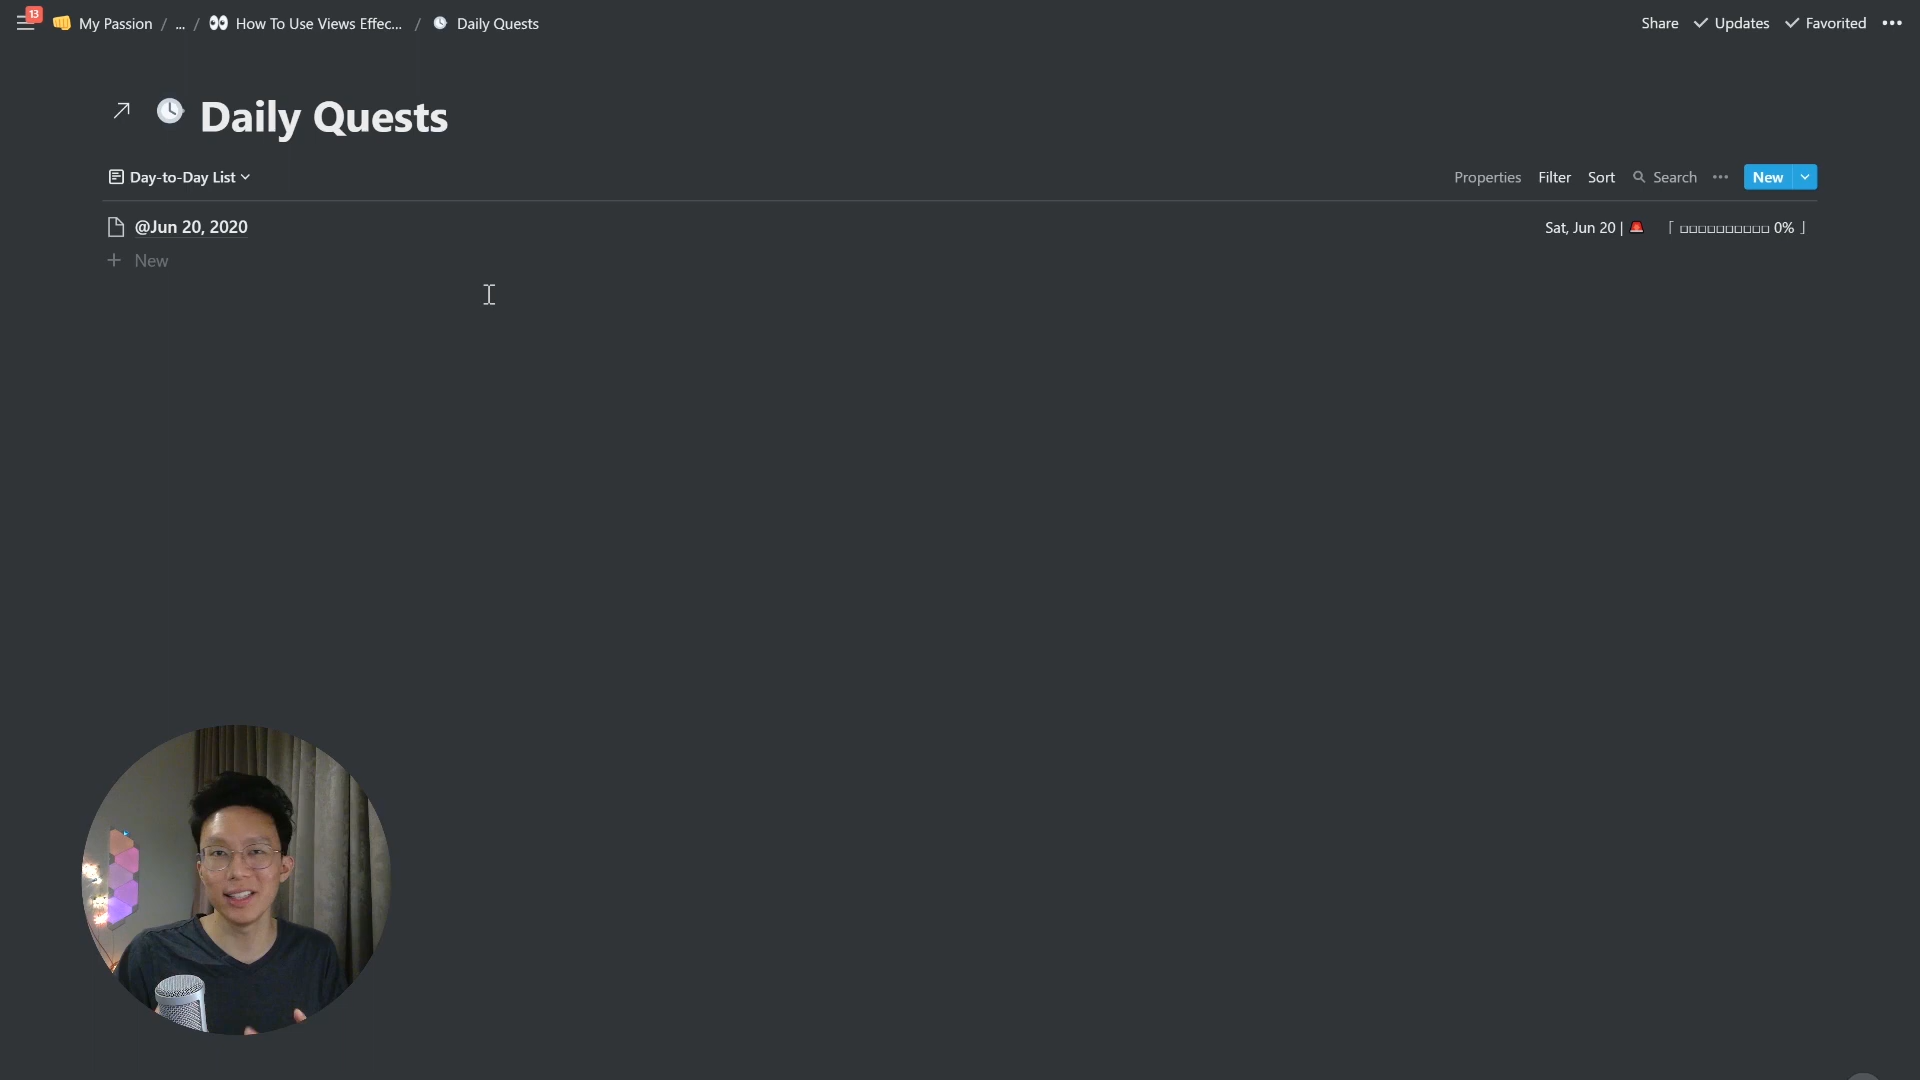 13
My Passion / ... / How To Use Views Effec... / Daily Quests
Share Updates Favorited
Daily Quests
Day-to-Day List
Properties Filter Sort Search New
@Jun 20, 2020
Sat, Jun 20 | 🚨 「 □□□□□□□□□□ 0% 」
+ New